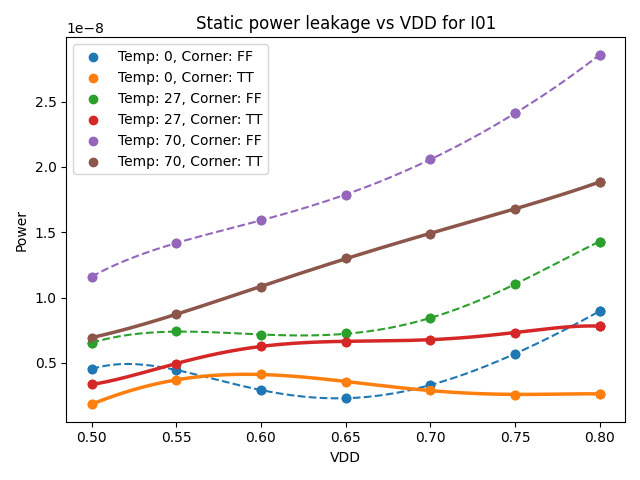 Static power leakage vs VDD for I01
1e−8
Temp: 0, Corner: FF
Temp: 0, Corner: TT
Temp: 27, Corner: FF
Temp: 27, Corner: TT
Temp: 70, Corner: FF
Temp: 70, Corner: TT
2.5
2.0
1.5
1.0
0.5
Power
0.50 0.55 0.60 0.65 0.70 0.75 0.80
VDD